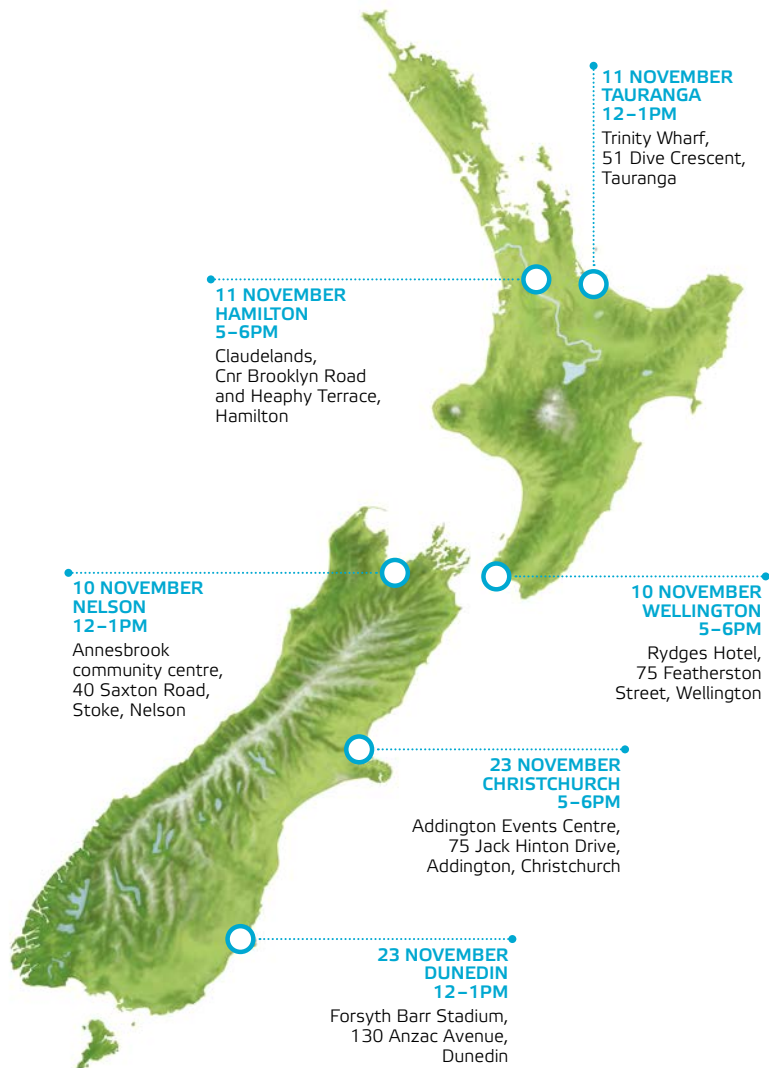 11 NOVEMBER
TAURANGA
12–1PM
Trinity Wharf,
51 Dive Crescent,
Tauranga
11 NOVEMBER
HAMILTON
5–6PM
Claudelands,
Cnr Brooklyn Road
and Heaphy Terrace,
Hamilton
10 NOVEMBER
NELSON
12–1PM
Annesbrook
community centre,
40 Saxton Road,
Stoke, Nelson
10 NOVEMBER
WELLINGTON
5–6PM
Rydges Hotel,
75 Featherston
Street, Wellington
23 NOVEMBER
CHRISTCHURCH
5–6PM
Addington Events Centre,
75 Jack Hinton Drive,
Addington, Christchurch
23 NOVEMBER
DUNEDIN
12–1PM
Forsyth Barr Stadium,
130 Anzac Avenue,
Dunedin